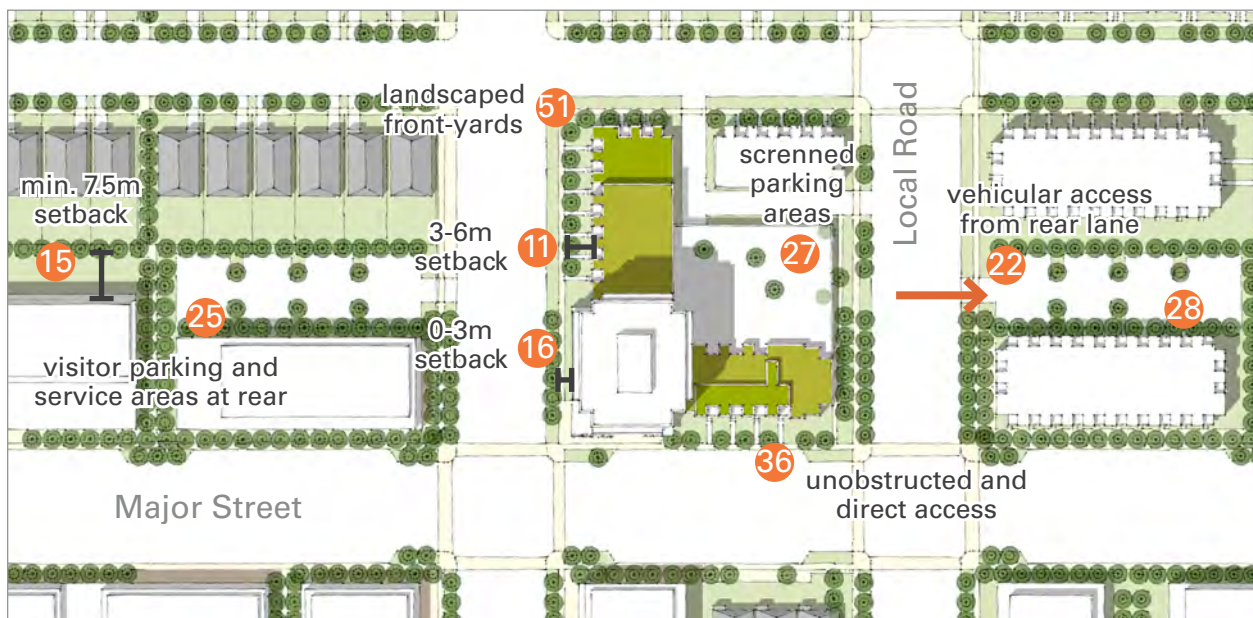 landscaped
front-yards
51
min. 7.5m
setback
15
3-6m
setback
11
screnned
parking
areas
27
Local Road
vehicular access
from rear lane
22
28
25
visitor parking and
service areas at rear
0-3m
setback
16
36
unobstructed and
direct access
Major Street